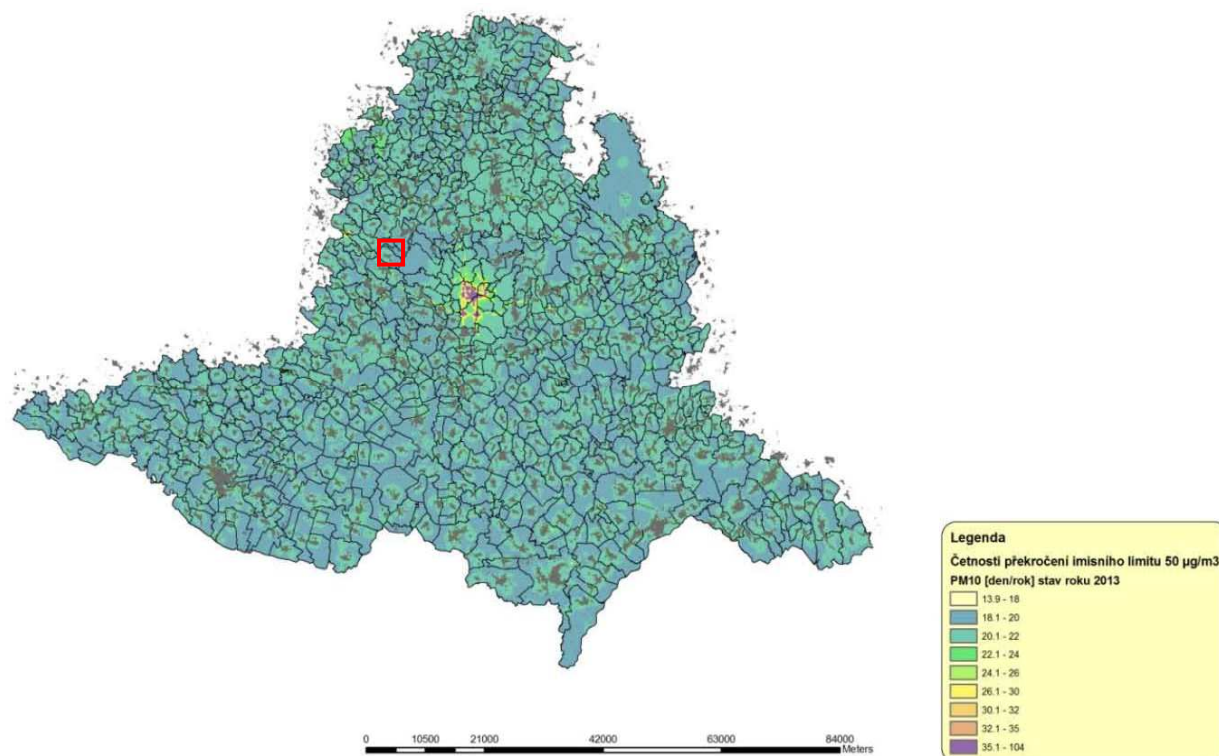 Legenda
Četnosti překročení imisního limitu 50 µg/m3
PM10 [den/rok] stav roku 2013
13.9 - 18
18.1 - 20
20.1 - 22
22.1 - 24
24.1 - 26
26.1 - 30
30.1 - 32
32.1 - 35
35.1 - 104
0 10500 21000 42000 63000 84000
Meters